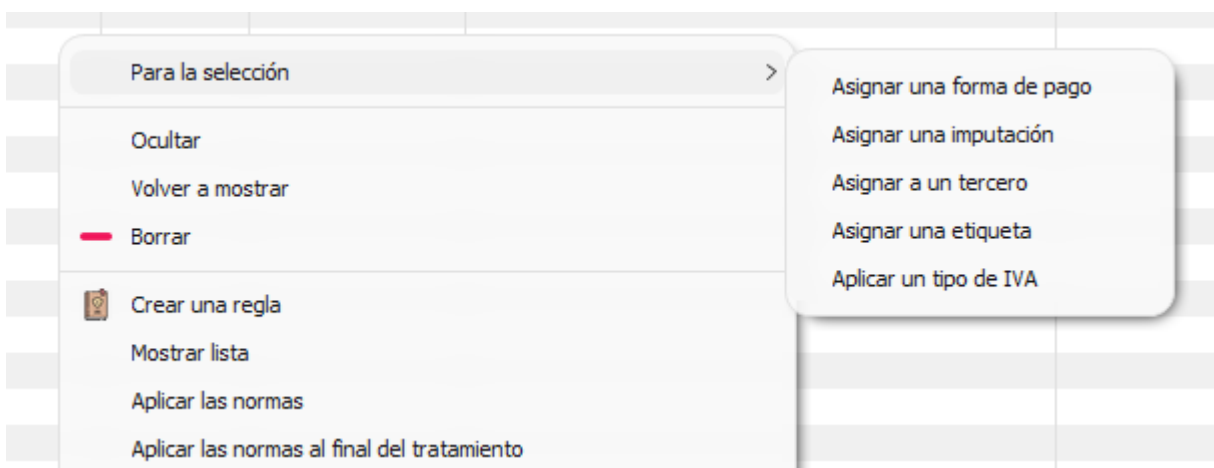 Para la selección
Ocultar
Volver a mostrar
Borrar
Crear una regla
Mostrar lista
Aplicar las normas
Aplicar las normas al final del tratamiento
Asignar una forma de pago
Asignar una imputación
Asignar a un tercero
Asignar una etiqueta
Aplicar un tipo de IVA